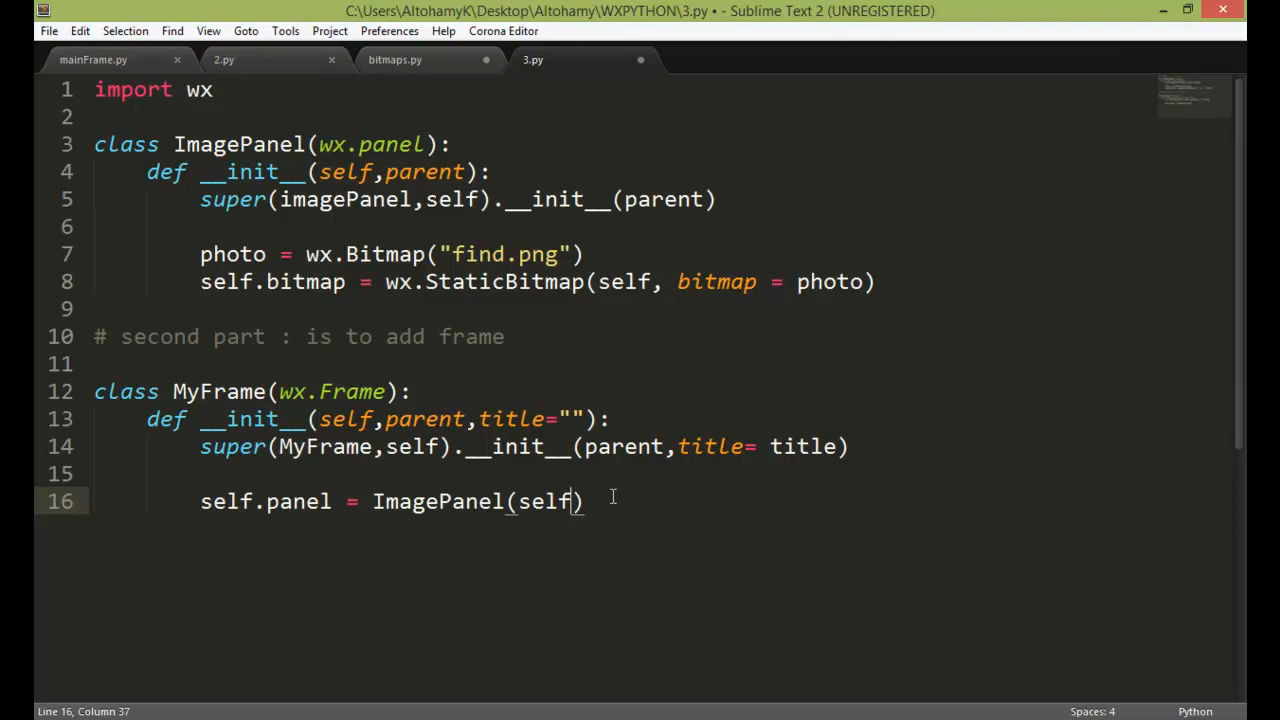 C:\Users\AltohamyK\Desktop\Altohamy\WXPYTHON\3.py • - Sublime Text 2 (UNREGISTERED)
File Edit Selection Find View Goto Tools Project Preferences Help Corona Editor
mainFrame.py × 2.py × bitmaps.py 3.py
1 import wx
2
3 class ImagePanel(wx.panel):
4     def __init__(self,parent):
5         super(imagePanel,self).__init__(parent)
6
7         photo = wx.Bitmap("find.png")
8         self.bitmap = wx.StaticBitmap(self, bitmap = photo)
9
10 # second part : is to add frame
11
12 class MyFrame(wx.Frame):
13     def __init__(self,parent,title=""):
14         super(MyFrame,self).__init__(parent,title= title)
15
16         self.panel = ImagePanel(self)
Line 16, Column 37 Spaces: 4 Python